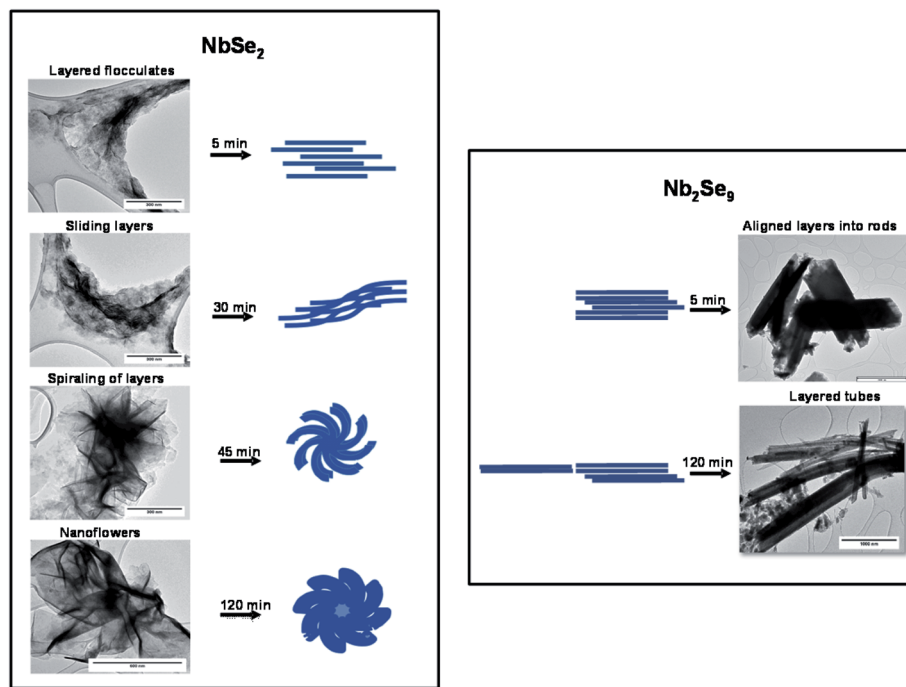 NbSe₂
Layered flocculates
5 min
Sliding layers
30 min
Spiraling of layers
45 min
Nanoflowers
120 min
Nb₂Se₉
Aligned layers into rods
5 min
Layered tubes
120 min
1000 nm